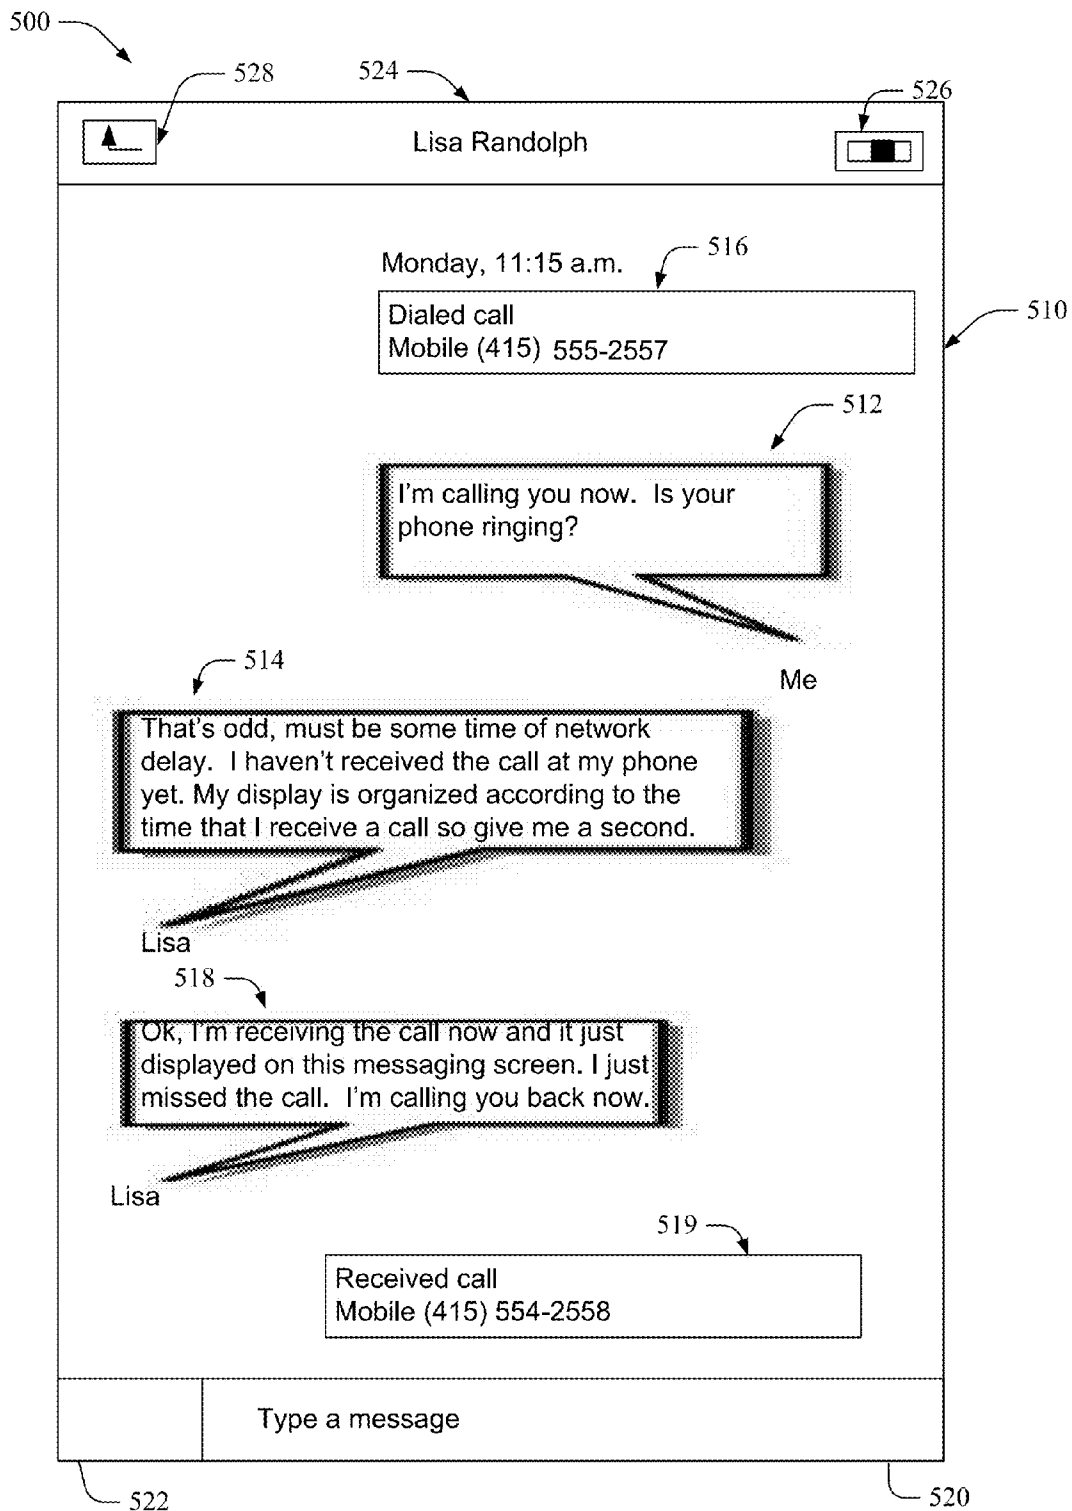 500
528
524
526
Lisa Randolph
516
Monday, 11:15 a.m.
510
Dialed call
Mobile (415) 555-2557
512
I'm calling you now. Is your
phone ringing?
Me
514
That's odd, must be some time of network
delay. I haven't received the call at my phone
yet. My display is organized according to the
time that I receive a call so give me a second.
Lisa
518
Ok, I'm receiving the call now and it just
displayed on this messaging screen. I just
missed the call. I'm calling you back now.
Lisa
519
Received call
Mobile (415) 554-2558
Type a message
522
520